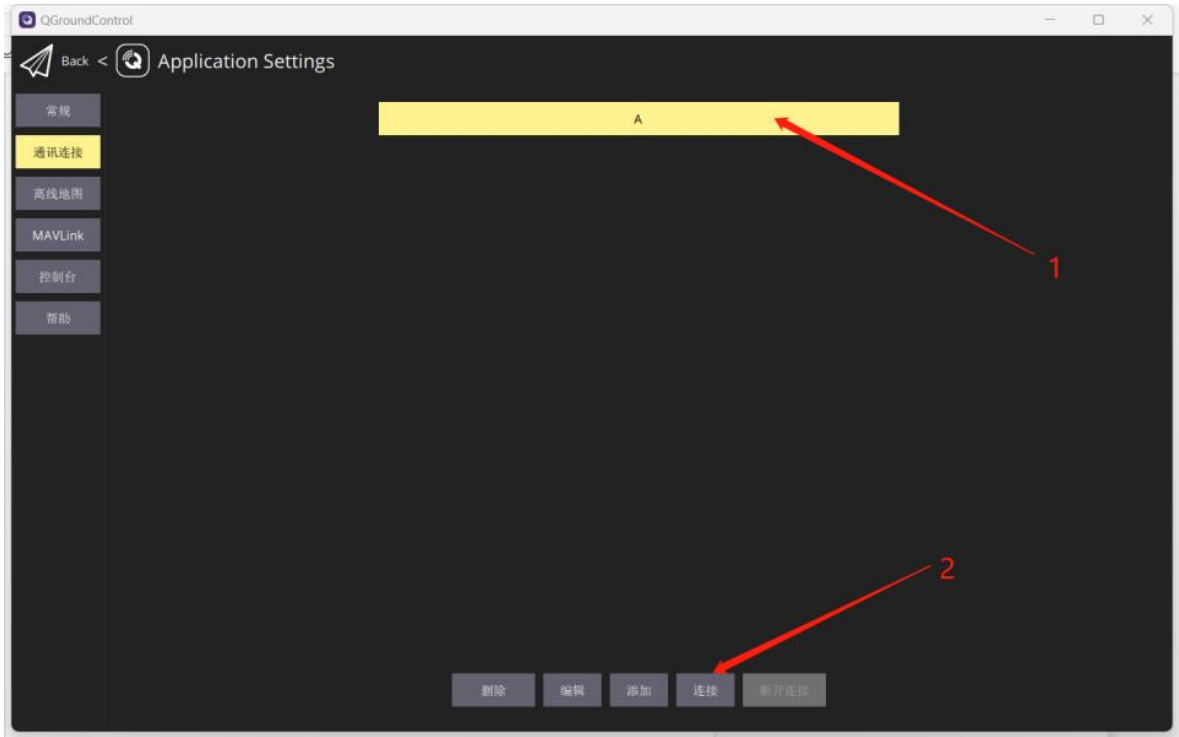 QGroundControl
Back < Application Settings
常规
A
通讯连接
离线地图
MAVLink
1
控制台
帮助
2
删除 编辑 添加 连接 断开连接